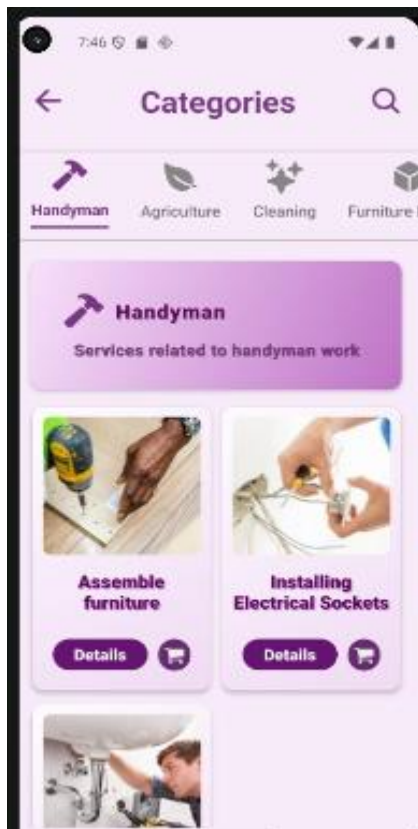 7:46
Categories
Handyman
Agriculture
Cleaning
Furniture
Handyman
Services related to handyman work
Assemble
furniture
Installing
Electrical Sockets
Details
Details